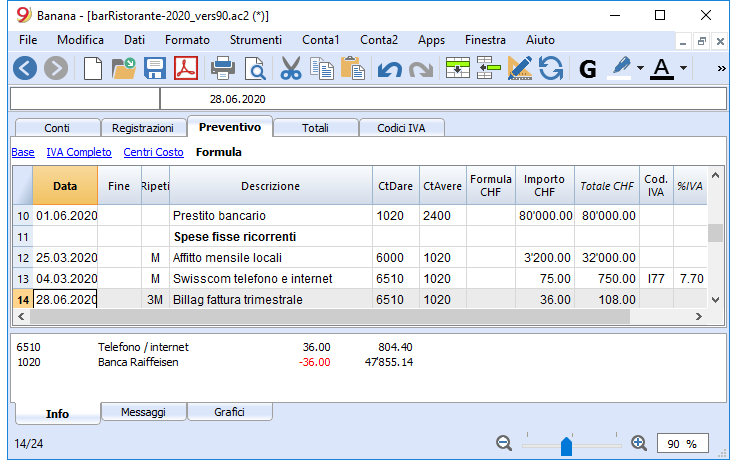 Banana - [barRistorante-2020_vers90.ac2 (*)]
File Modifica Dati Formato Strumenti Conta1 Conta2 Apps Finestra Aiuto
G A »
28.06.2020
Conti Registrazioni Preventivo Totali Codici IVA
Base IVA Completo Centri Costo Formula
Data Fine Ripeti Descrizione CtDare CtAvere Formula CHF Importo CHF Totale CHF Cod. IVA %IVA
10 01.06.2020 Prestito bancario 1020 2400 80'000.00 80'000.00
11 Spese fisse ricorrenti
12 25.03.2020 M Affitto mensile locali 6000 1020 3'200.00 32'000.00
13 04.03.2020 M Swisscom telefono e internet 6510 1020 75.00 750.00 I77 7.70
14 28.06.2020 3M Billag fattura trimestrale 6510 1020 36.00 108.00
6510 Telefono / internet 36.00 804.40
1020 Banca Raiffeisen -36.00 47'855.14
Info Messaggi Grafici
14/24 90 %